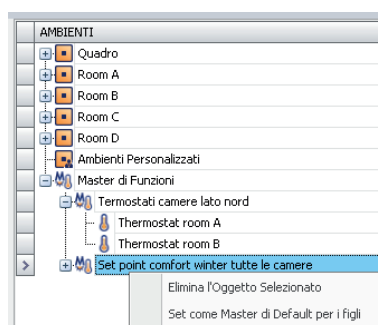 AMBIENTI
Quadro
Room A
Room B
Room C
Room D
Ambienti Personalizzati
Master di Funzioni
Termostati camere lato nord
Thermostat room A
Thermostat room B
Set point comfort winter tutte le camere
Elimina l'Oggetto Selezionato
Set come Master di Default per i figli